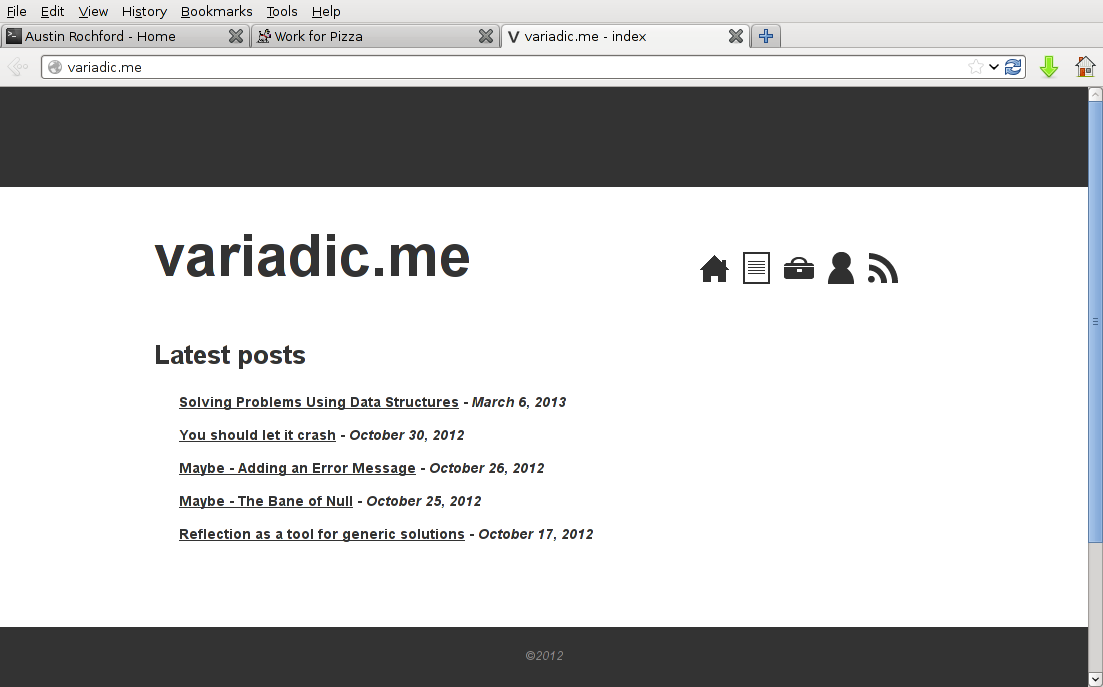 File Edit View History Bookmarks Tools Help
Austin Rochford - Home Work for Pizza variadic.me - index
variadic.me
variadic.me
Latest posts
Solving Problems Using Data Structures - March 6, 2013
You should let it crash - October 30, 2012
Maybe - Adding an Error Message - October 26, 2012
Maybe - The Bane of Null - October 25, 2012
Reflection as a tool for generic solutions - October 17, 2012
©2012